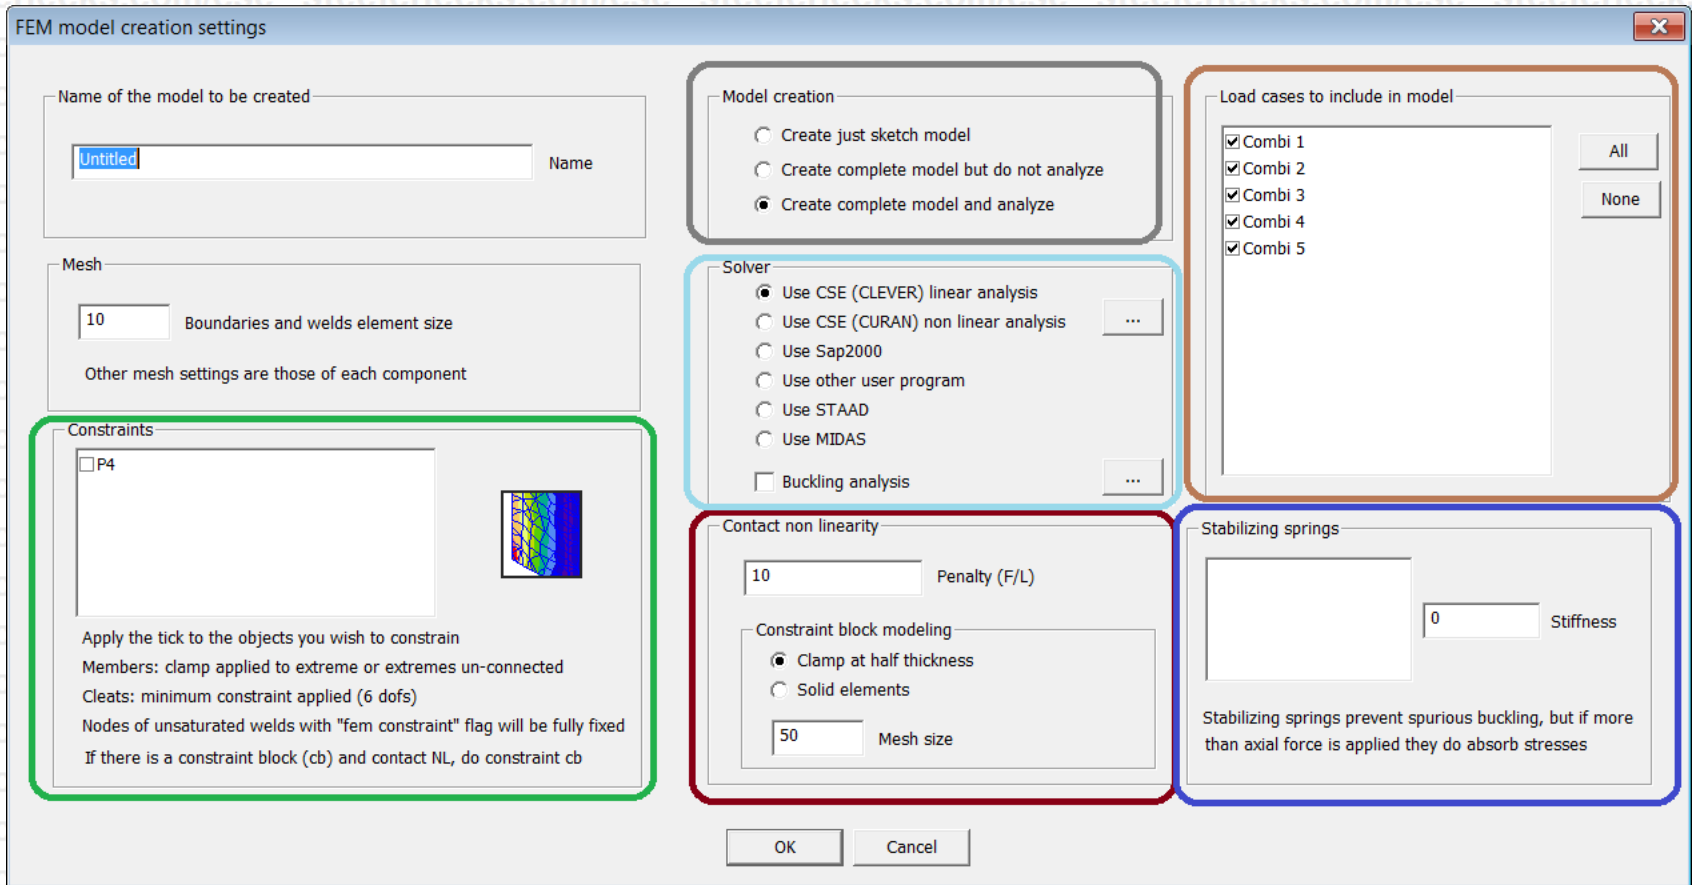 FEM model creation settings
Name of the model to be created
Untitled
Name
Mesh
10
Boundaries and welds element size
Other mesh settings are those of each component
Constraints
P4
Apply the tick to the objects you wish to constrain
Members: clamp applied to extreme or extremes un-connected
Cleats: minimum constraint applied (6 dofs)
Nodes of unsaturated welds with "fem constraint" flag will be fully fixed
If there is a constraint block (cb) and contact NL, do constraint cb
Model creation
Create just sketch model
Create complete model but do not analyze
Create complete model and analyze
Solver
Use CSE (CLEVER) linear analysis
Use CSE (CURAN) non linear analysis
...
Use Sap2000
Use other user program
Use STAAD
Use MIDAS
Buckling analysis
...
Contact non linearity
10
Penalty (F/L)
Constraint block modeling
Clamp at half thickness
Solid elements
50
Mesh size
Load cases to include in model
Combi 1
Combi 2
Combi 3
Combi 4
Combi 5
All
None
Stabilizing springs
0
Stiffness
Stabilizing springs prevent spurious buckling, but if more
than axial force is applied they do absorb stresses
OK
Cancel